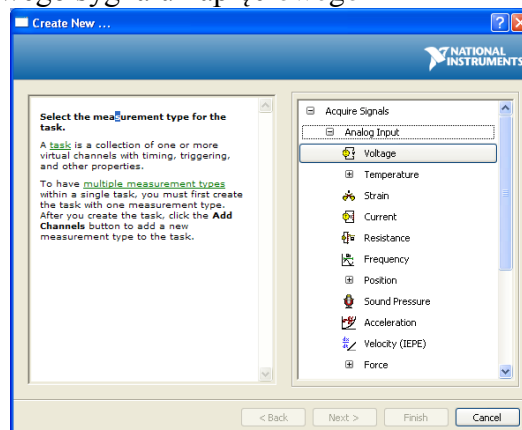 Create New ...
NATIONAL
INSTRUMENTS
Select the measurement type for the
task.
A task is a collection of one or more
virtual channels with timing, triggering,
and other properties.
To have multiple measurement types
within a single task, you must first create
the task with one measurement type.
After you create the task, click the Add
Channels button to add a new
measurement type to the task.
Acquire Signals
Analog Input
Voltage
Temperature
Strain
Current
Resistance
Frequency
Position
Sound Pressure
Acceleration
Velocity (IEPE)
Force
< Back
Next >
Finish
Cancel